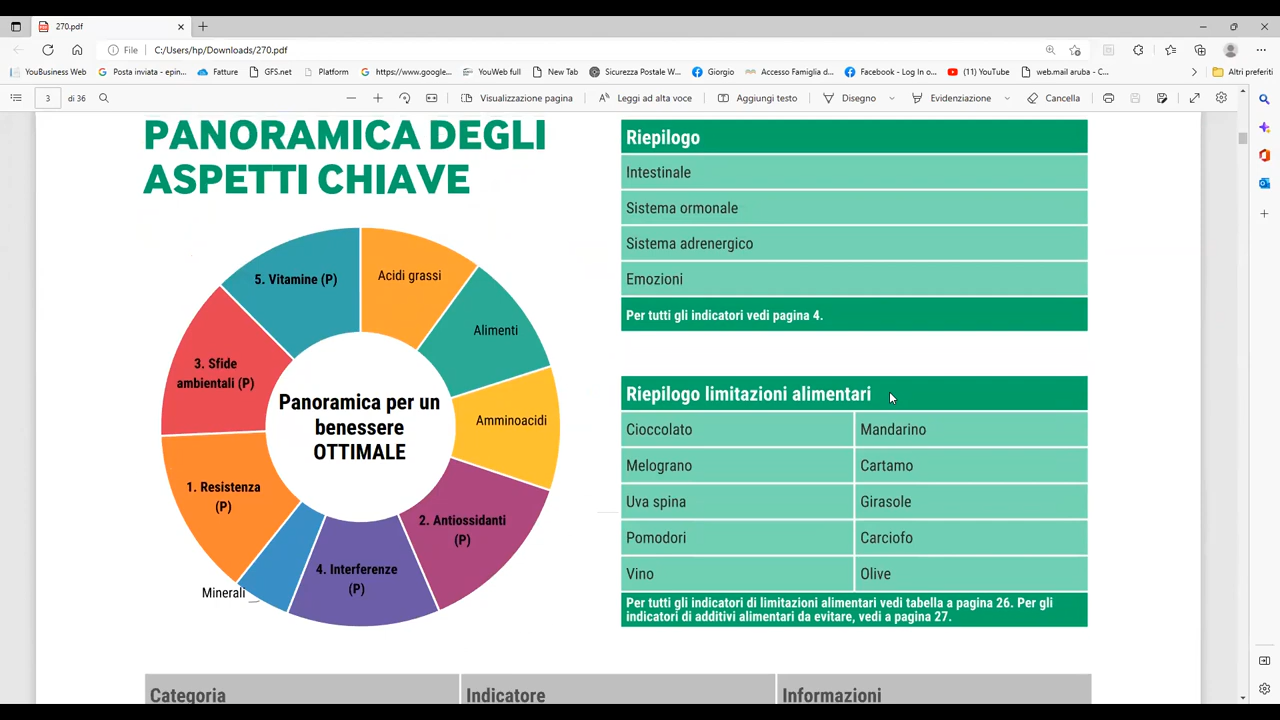 270.pdf
File C:/Users/hp/Downloads/270.pdf
YouBusiness Web
Posta inviata - epin...
Fatture
GFS.net
Platform
https://www.google...
YouWeb full
New Tab
Sicurezza Postale W...
Giorgio
Accesso Famiglia d...
Facebook - Log In o...
(11) YouTube
web.mail aruba - C...
Altri preferiti
3 di 36
Visualizzazione pagina
Leggi ad alta voce
Aggiungi testo
Disegno
Evidenziazione
Cancella
PANORAMICA DEGLI
ASPETTI CHIAVE
5. Vitamine (P)
Acidi grassi
Alimenti
3. Sfide
ambientali (P)
Panoramica per un
benessere
OTTIMALE
Amminoacidi
1. Resistenza
(P)
2. Antiossidanti
(P)
4. Interferenze
(P)
Minerali
Riepilogo
Intestinale
Sistema ormonale
Sistema adrenergico
Emozioni
Per tutti gli indicatori vedi pagina 4.
Riepilogo limitazioni alimentari
Cioccolato Mandarino
Melograno Cartamo
Uva spina Girasole
Pomodori Carciofo
Vino Olive
Per tutti gli indicatori di limitazioni alimentari vedi tabella a pagina 26. Per gli
indicatori di additivi alimentari da evitare, vedi a pagina 27.
Categoria Indicatore Informazioni